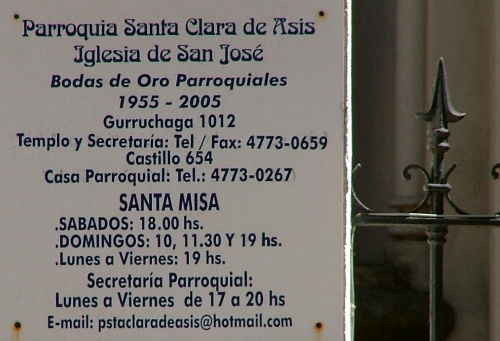 Parroquia Santa Clara de Asis
Iglesia de San José
Bodas de Oro Parroquiales
1955 - 2005
Gurruchaga 1012
Templo y Secretaría: Tel / Fax: 4773-0659
Castillo 654
Casa Parroquial: Tel.: 4773-0267
SANTA MISA
.SABADOS: 18.00 hs.
.DOMINGOS: 10, 11.30 Y 19 hs.
.Lunes a Viernes: 19 hs.
Secretaría Parroquial:
Lunes a Viernes de 17 a 20 hs
E-mail: pstaclaradeasis@hotmail.com